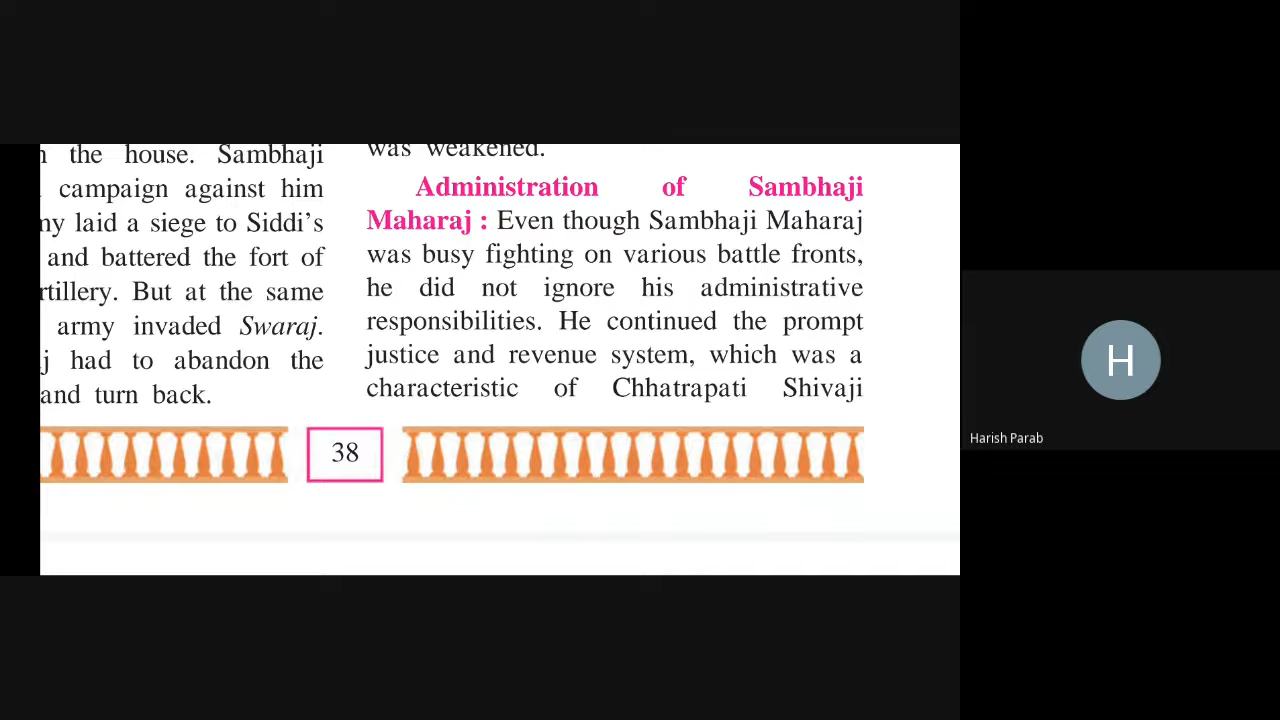 the house. Sambhaji
campaign against him
laid a siege to Siddi's
and battered the fort of
But at the same
army invaded Swaraj.
had to abandon the
and turn back.
was weakened.
Administration of Sambhaji
Maharaj : Even though Sambhaji Maharaj
was busy fighting on various battle fronts,
he did not ignore his administrative
responsibilities. He continued the prompt
justice and revenue system, which was a
characteristic of Chhatrapati Shivaji
38
H
Harish Parab